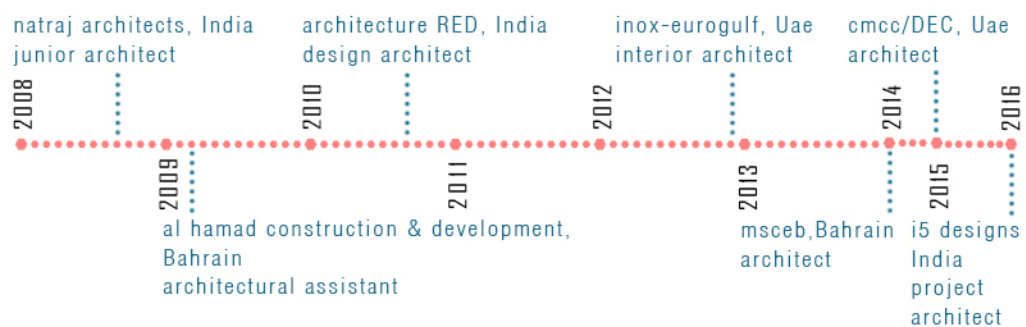 natraj architects, India
junior architect
architecture RED, India
design architect
inox-eurogulf, Uae
interior architect
cmcc/DEC, Uae
architect
2008
2010
2012
2014
2016
2009
2011
2013
2015
al hamad construction & development,
Bahrain
architectural assistant
msceb,Bahrain
architect
i5 designs
India
project
architect